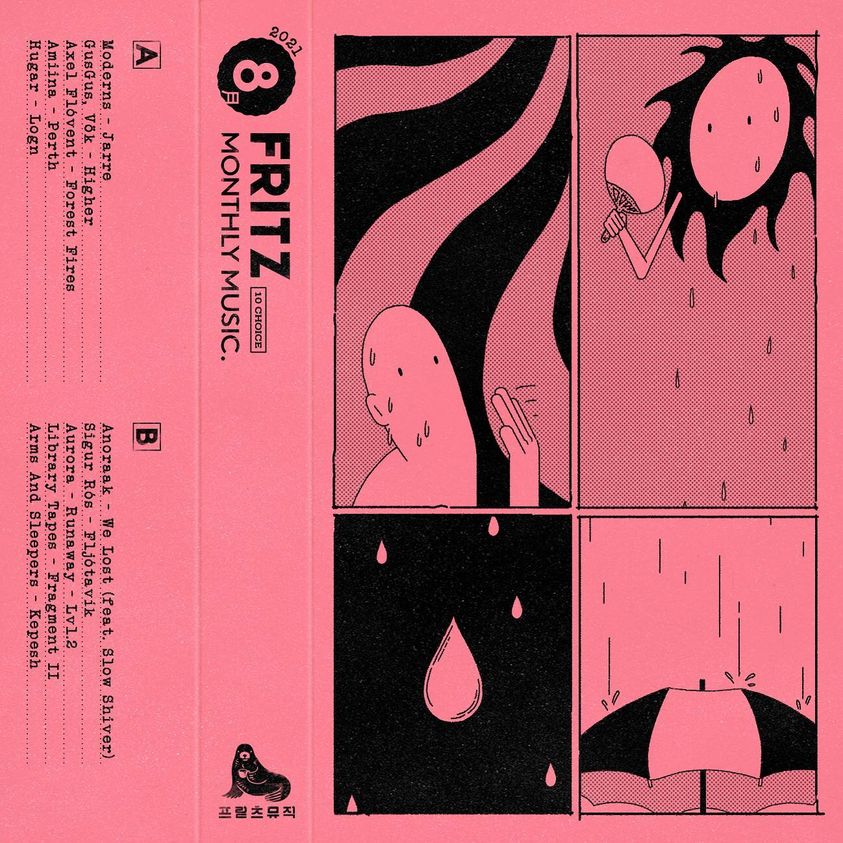 A
Moderns - Jarre
GusGus, Vök - Higher
Axel Flóvent - Forest Fires
Amiina - Perth
Hugar - Logn
B
Anoraak - We Lost (feat. Slow Shiver)
Sigur Rós - Fljótavík
Aurora - Runaway - Lvl.2
Library Tapes - Fragment II
Arms And Sleepers - Kepesh
2021
8
FRITZ
MONTHLY MUSIC.
10 CHOICE
프릳츠뮤직